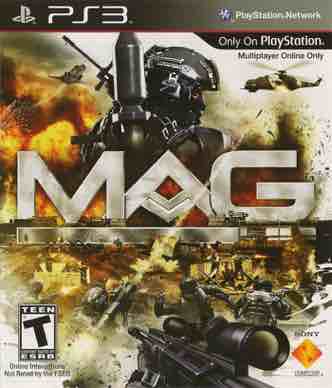 PS3
PlayStation Network
Only On PlayStation.
Multiplayer Online Only
MAG
TEEN
T
ESRB
Online Interactions
Not Rated by the ESRB
SONY